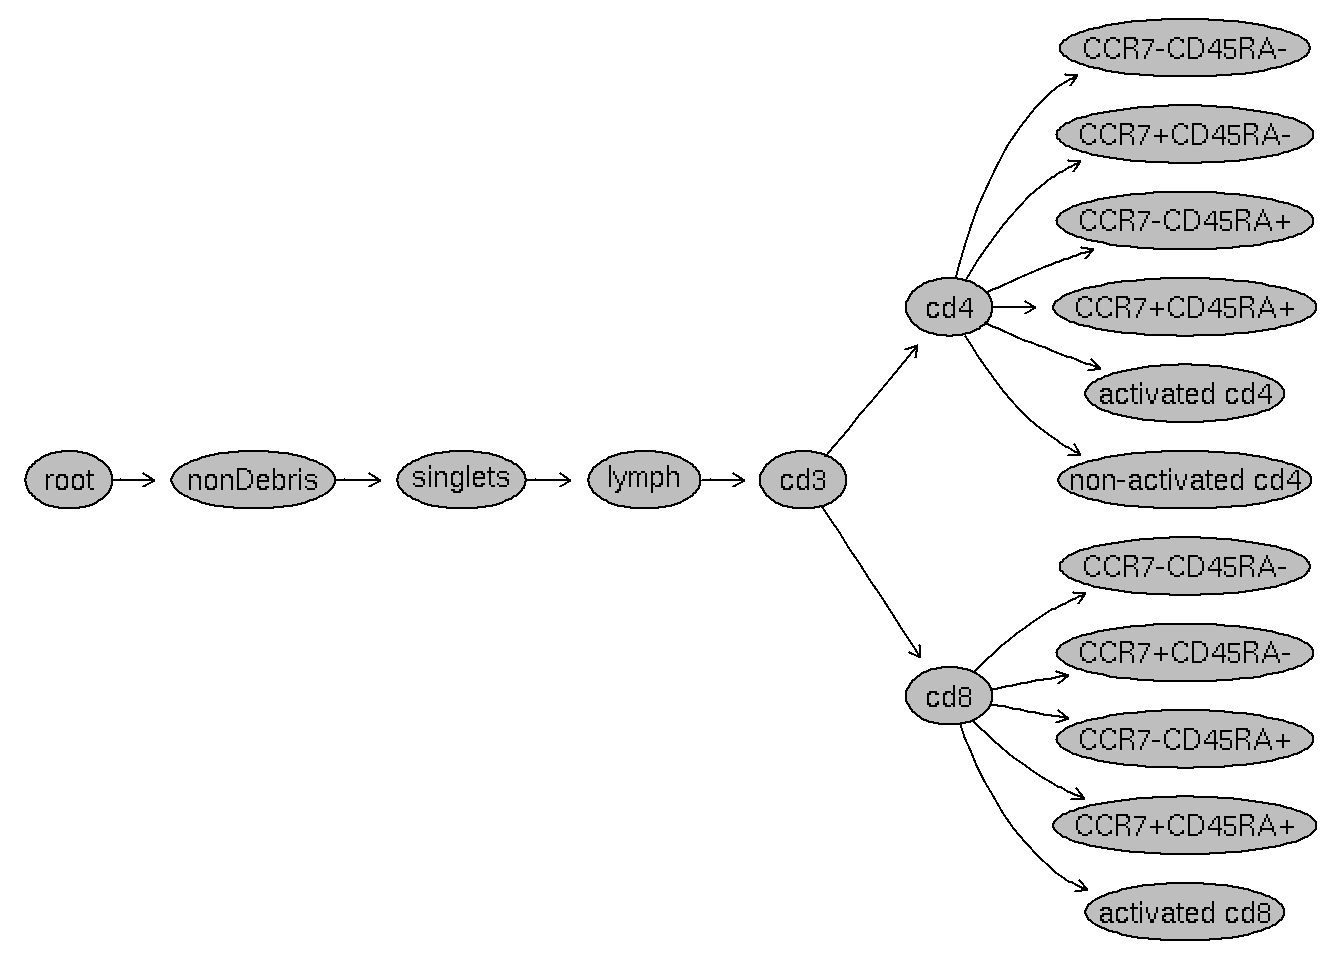 root
nonDebris
singlets
lymph
cd3
cd4
CCR7-CD45RA-
CCR7+CD45RA-
CCR7-CD45RA+
CCR7+CD45RA+
activated cd4
non-activated cd4
cd8
CCR7-CD45RA-
CCR7+CD45RA-
CCR7-CD45RA+
CCR7+CD45RA+
activated cd8